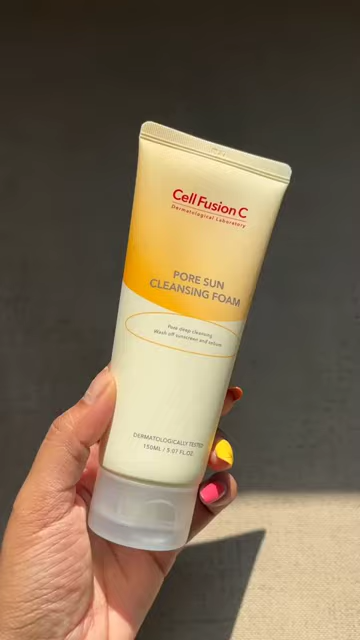 Cell Fusion C
Dermatological Laboratory
PORE SUN
CLEANSING FOAM
Pore deep cleansing
Wash off sunscreen and sebum
DERMATOLOGICALLY TESTED
150ML / 5.07 FL.OZ.